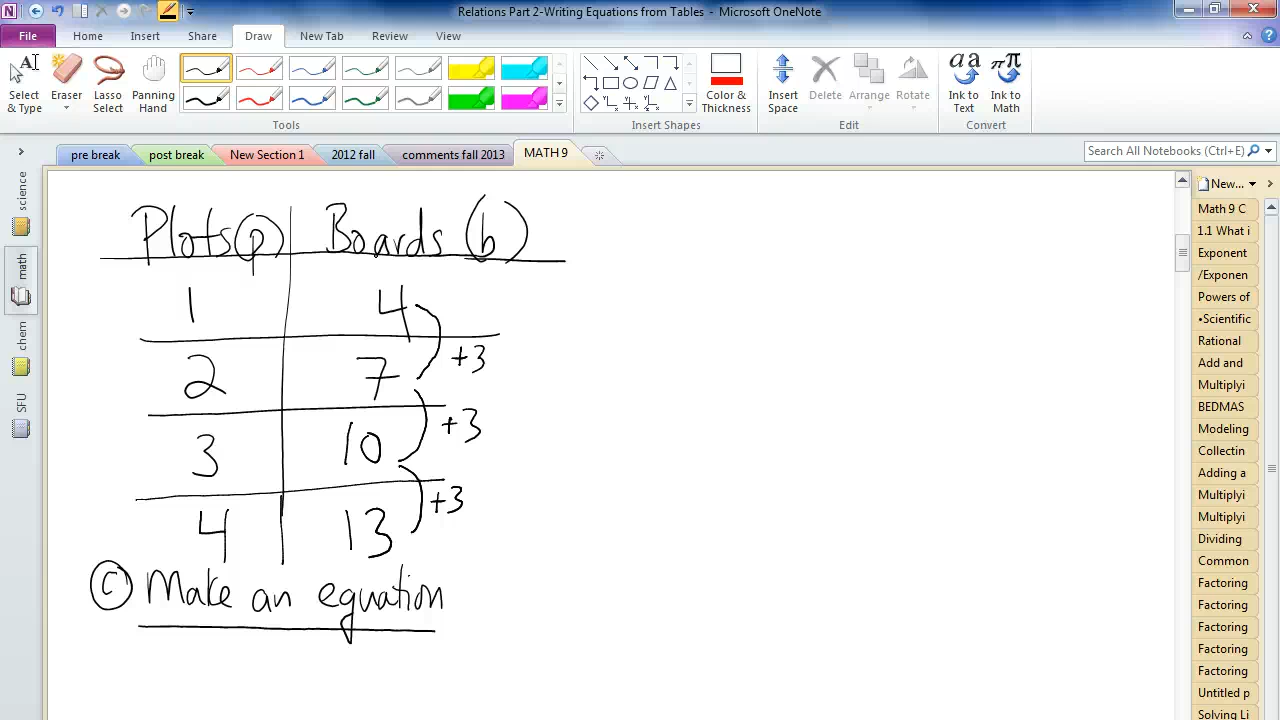 Relations Part 2-Writing Equations from Tables - Microsoft OneNote
File Home Insert Share Draw New Tab Review View
Select & Type
Eraser
Lasso Select
Panning Hand
Color & Thickness
Insert Space
Delete
Arrange
Rotate
Ink to Text
Ink to Math
Tools Insert Shapes Edit Convert
pre break post break New Section 1 2012 fall comments fall 2013 MATH 9
Search All Notebooks (Ctrl+E)
science
math
chem
SFU
Plots(p) Boards (b)
1 4
+3
2 7
+3
3 10
+3
4 13
(C) Make an equation
New...
Math 9 C
1.1 What i
Exponent
/Exponen
Powers of
•Scientific
Rational
Add and
Multiplyi
BEDMAS
Modeling
Collectin
Adding a
Multiplyi
Multiplyi
Dividing
Common
Factoring
Factoring
Factoring
Factoring
Factoring
Untitled p
Solving Li